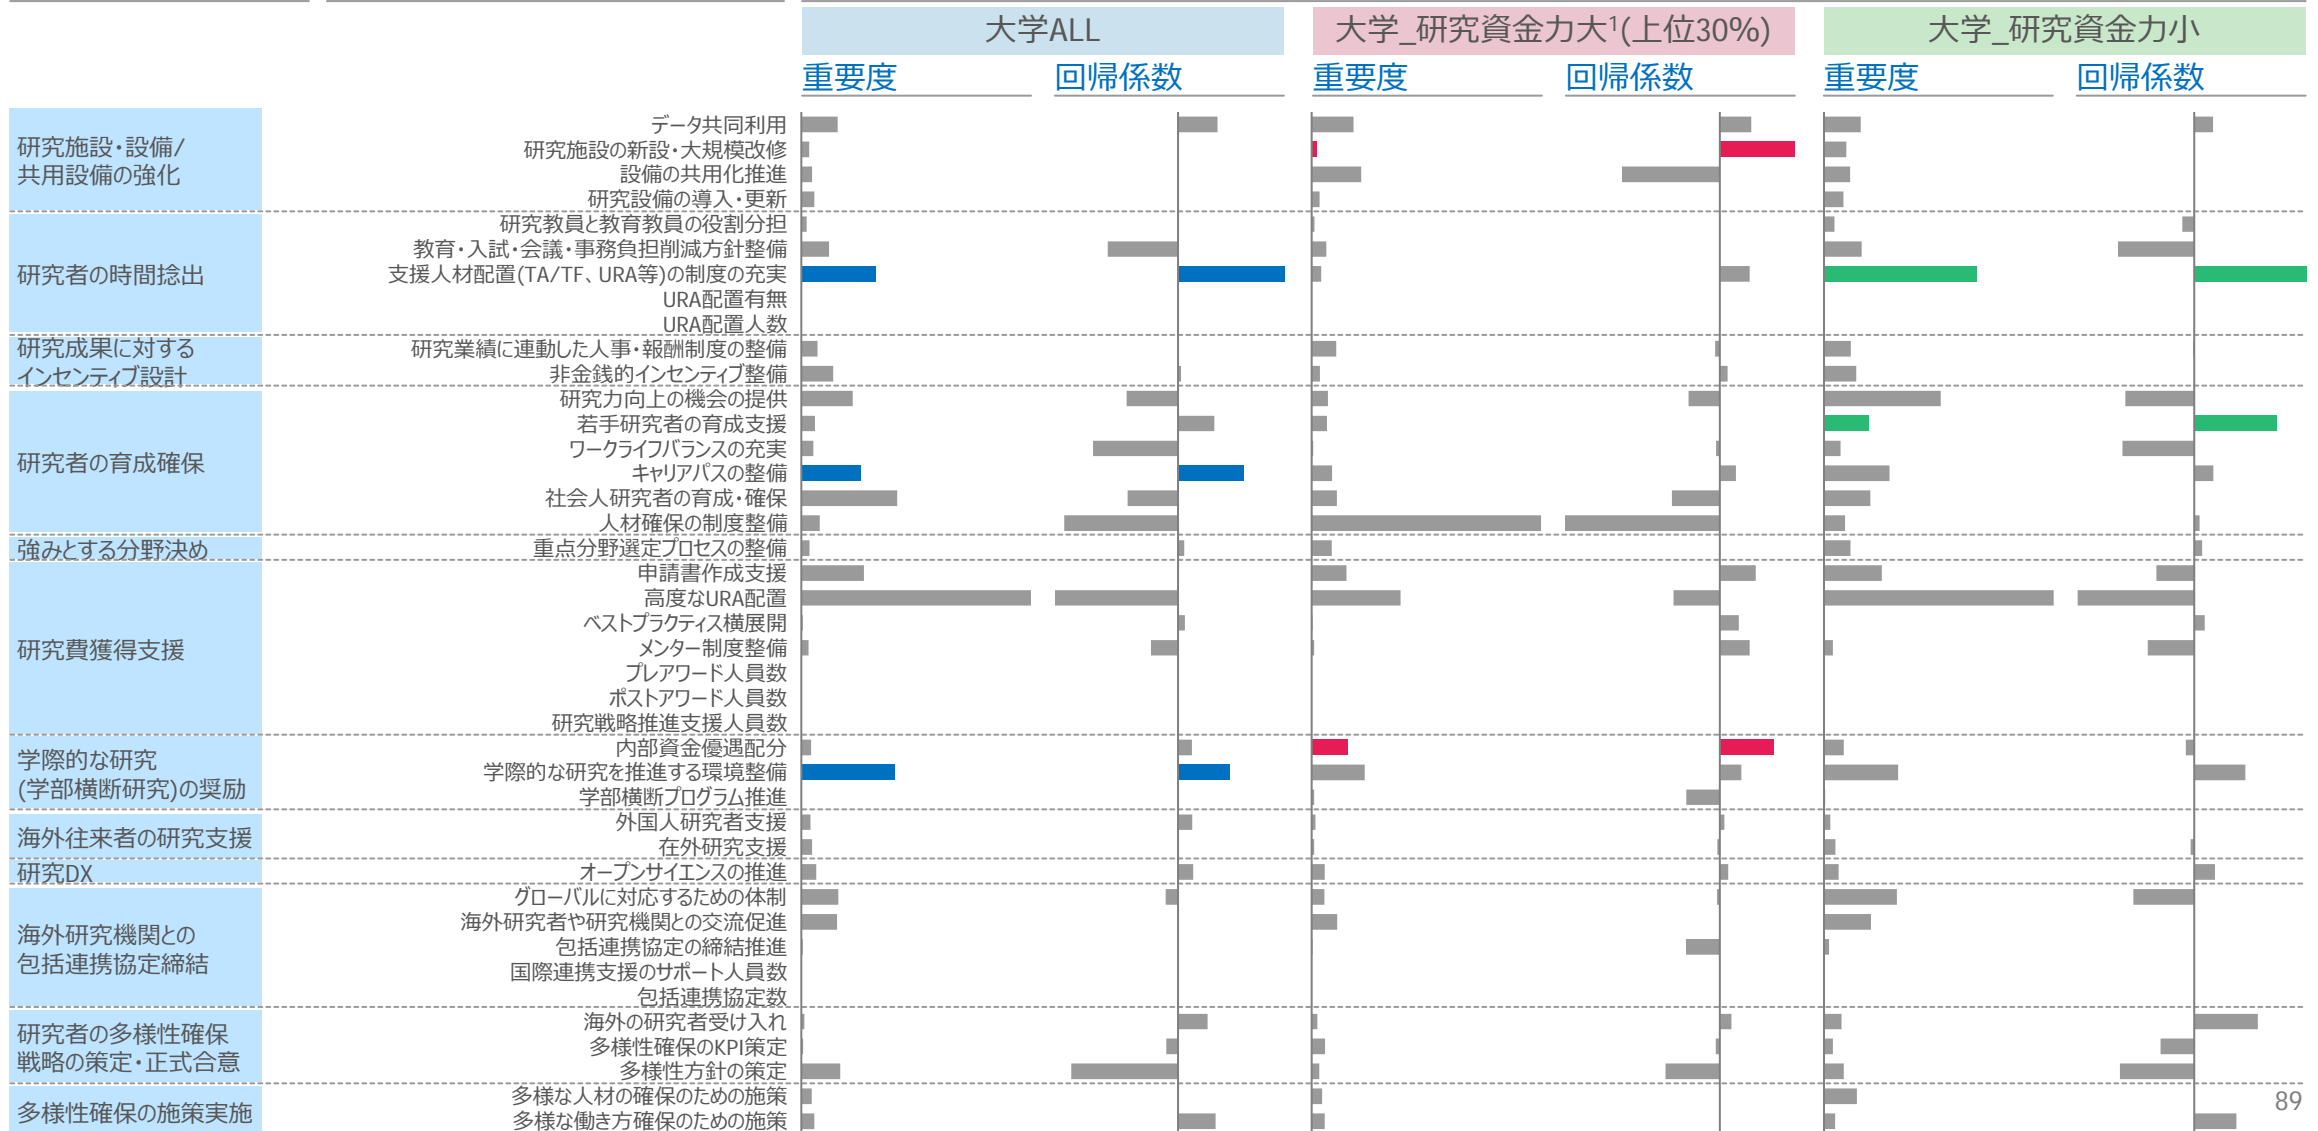 大学ALL
大学_研究資金力大¹(上位30%)
大学_研究資金力小
重要度
回帰係数
重要度
回帰係数
重要度
回帰係数
研究施設・設備/
共用設備の強化
データ共同利用
研究施設の新設・大規模改修
設備の共用化推進
研究設備の導入・更新
研究者の時間捻出
研究教員と教育教員の役割分担
教育・入試・会議・事務負担削減方針整備
支援人材配置(TA/TF、URA等)の制度の充実
URA配置有無
URA配置人数
研究成果に対する
インセンティブ設計
研究業績に連動した人事・報酬制度の整備
非金銭的インセンティブ整備
研究者の育成確保
研究力向上の機会の提供
若手研究者の育成支援
ワークライフバランスの充実
キャリアパスの整備
社会人研究者の育成・確保
人材確保の制度整備
強みとする分野決め
重点分野選定プロセスの整備
研究費獲得支援
申請書作成支援
高度なURA配置
ベストプラクティス横展開
メンター制度整備
プレアワード人員数
ポストアワード人員数
研究戦略推進支援人員数
学際的な研究
(学部横断研究)の奨励
内部資金優遇配分
学際的な研究を推進する環境整備
学部横断プログラム推進
海外往来者の研究支援
外国人研究者支援
在外研究支援
研究DX
オープンサイエンスの推進
海外研究機関との
包括連携協定締結
グローバルに対応するための体制
海外研究者や研究機関との交流促進
包括連携協定の締結推進
国際連携支援のサポート人員数
包括連携協定数
研究者の多様性確保
戦略の策定・正式合意
海外の研究者受け入れ
多様性確保のKPI策定
多様性方針の策定
多様性確保の施策実施
多様な人材の確保のための施策
多様な働き方確保のための施策
89